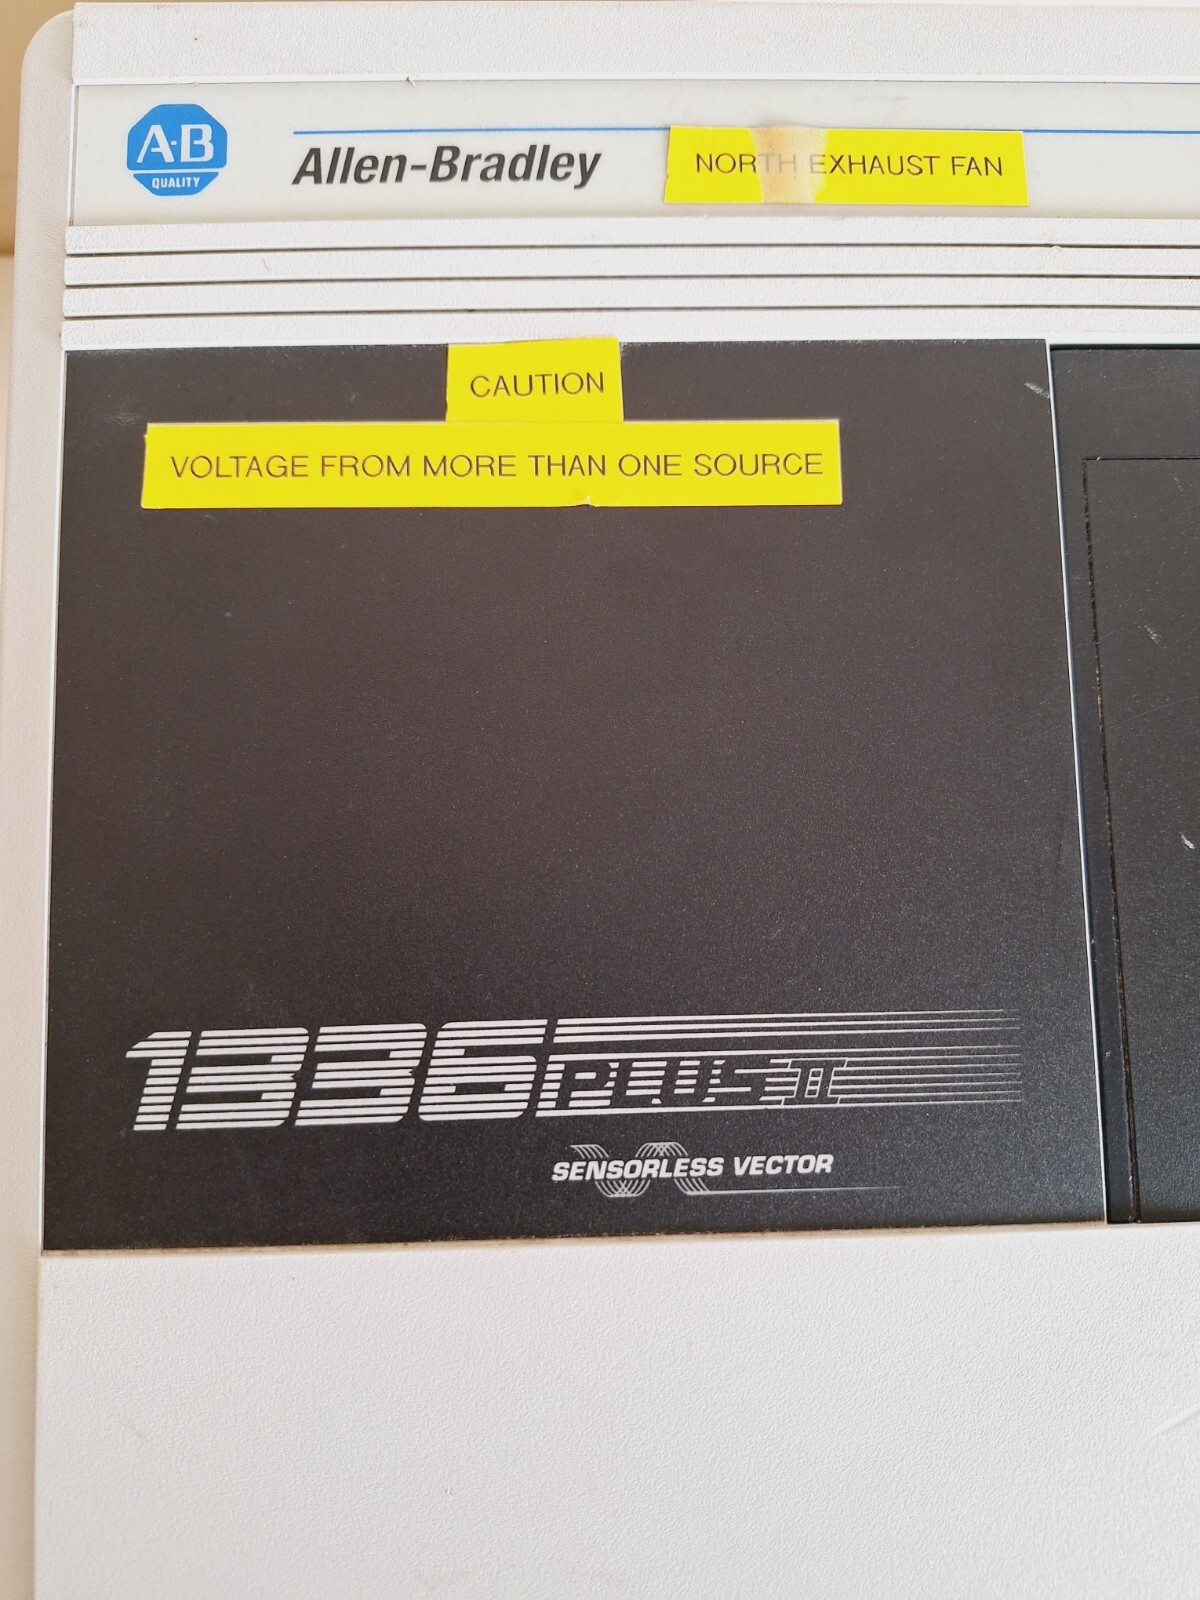 A·B
QUALITY
Allen-Bradley
NORTH EXHAUST FAN
CAUTION
VOLTAGE FROM MORE THAN ONE SOURCE
1336 PLUS II
SENSORLESS VECTOR